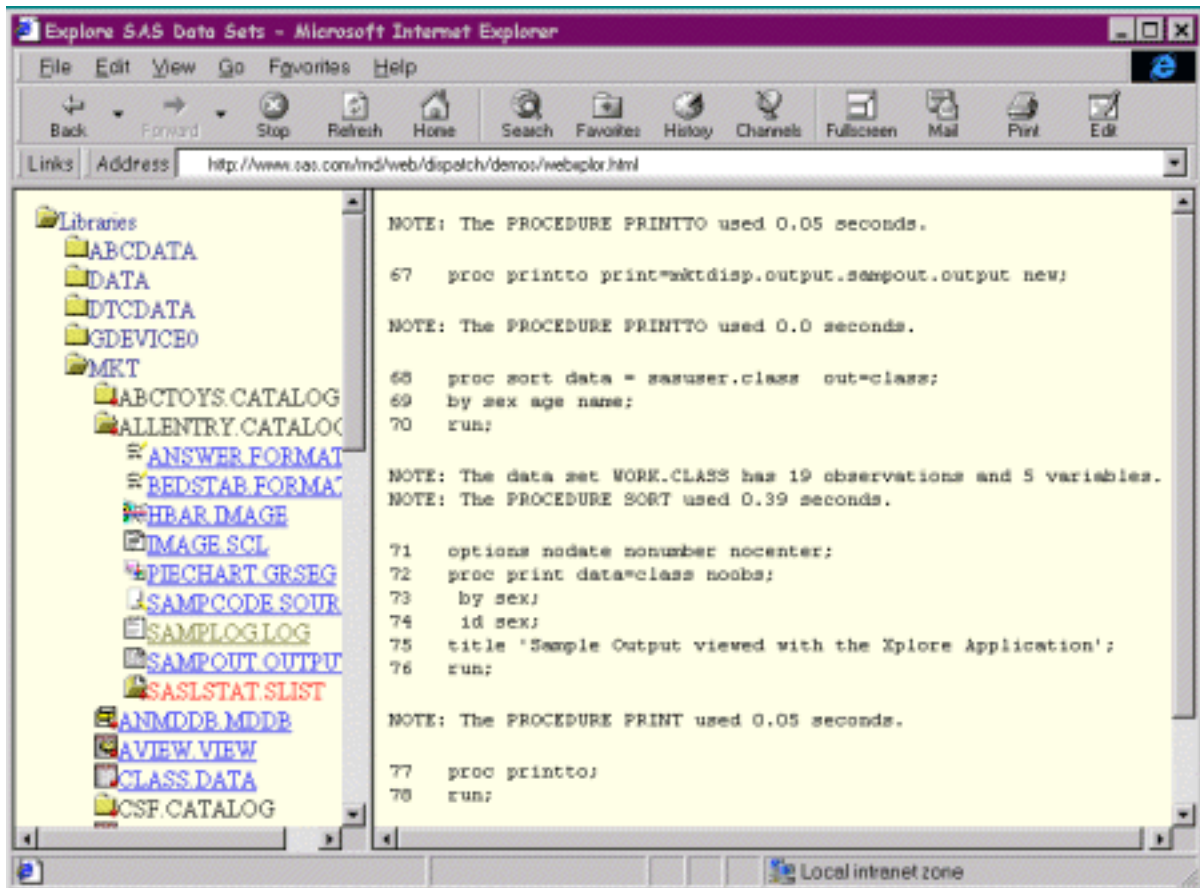 Explore SAS Data Sets - Microsoft Internet Explorer
File Edit View Go Favorites Help
Back Forward Stop Refresh Home Search Favorites History Channels Fullscreen Mail Print Edit
Links Address http://www.sas.com/rnd/web/dispatch/demos/webxplor.html
Libraries
ABCDATA
DATA
DTCDATA
GDEVICE0
MKT
ABCTOYS.CATALOG
ALLENTRY.CATALOG
ANSWER.FORMAT
BEDSTAB.FORMAT
HBAR.IMAGE
IMAGE.SCL
PIECHART.GRSEG
SAMPCODE.SOUR
SAMPLOG.LOG
SAMPOUT.OUTPUT
SASLSTAT.SLIST
ANMDDB.MDDB
AVIEW.VIEW
CLASS.DATA
CSF.CATALOG
NOTE: The PROCEDURE PRINTTO used 0.05 seconds.
67 proc printto print=mktdisp.output.sampout.output new;
NOTE: The PROCEDURE PRINTTO used 0.0 seconds.
68 proc sort data = sasuser.class out=class;
69 by sex age name;
70 run;
NOTE: The data set WORK.CLASS has 19 observations and 5 variables.
NOTE: The PROCEDURE SORT used 0.39 seconds.
71 options nodate nonumber nocenter;
72 proc print data=class noobs;
73 by sex;
74 id sex;
75 title 'Sample Output viewed with the Xplore Application';
76 run;
NOTE: The PROCEDURE PRINT used 0.05 seconds.
77 proc printto;
78 run;
Local intranet zone